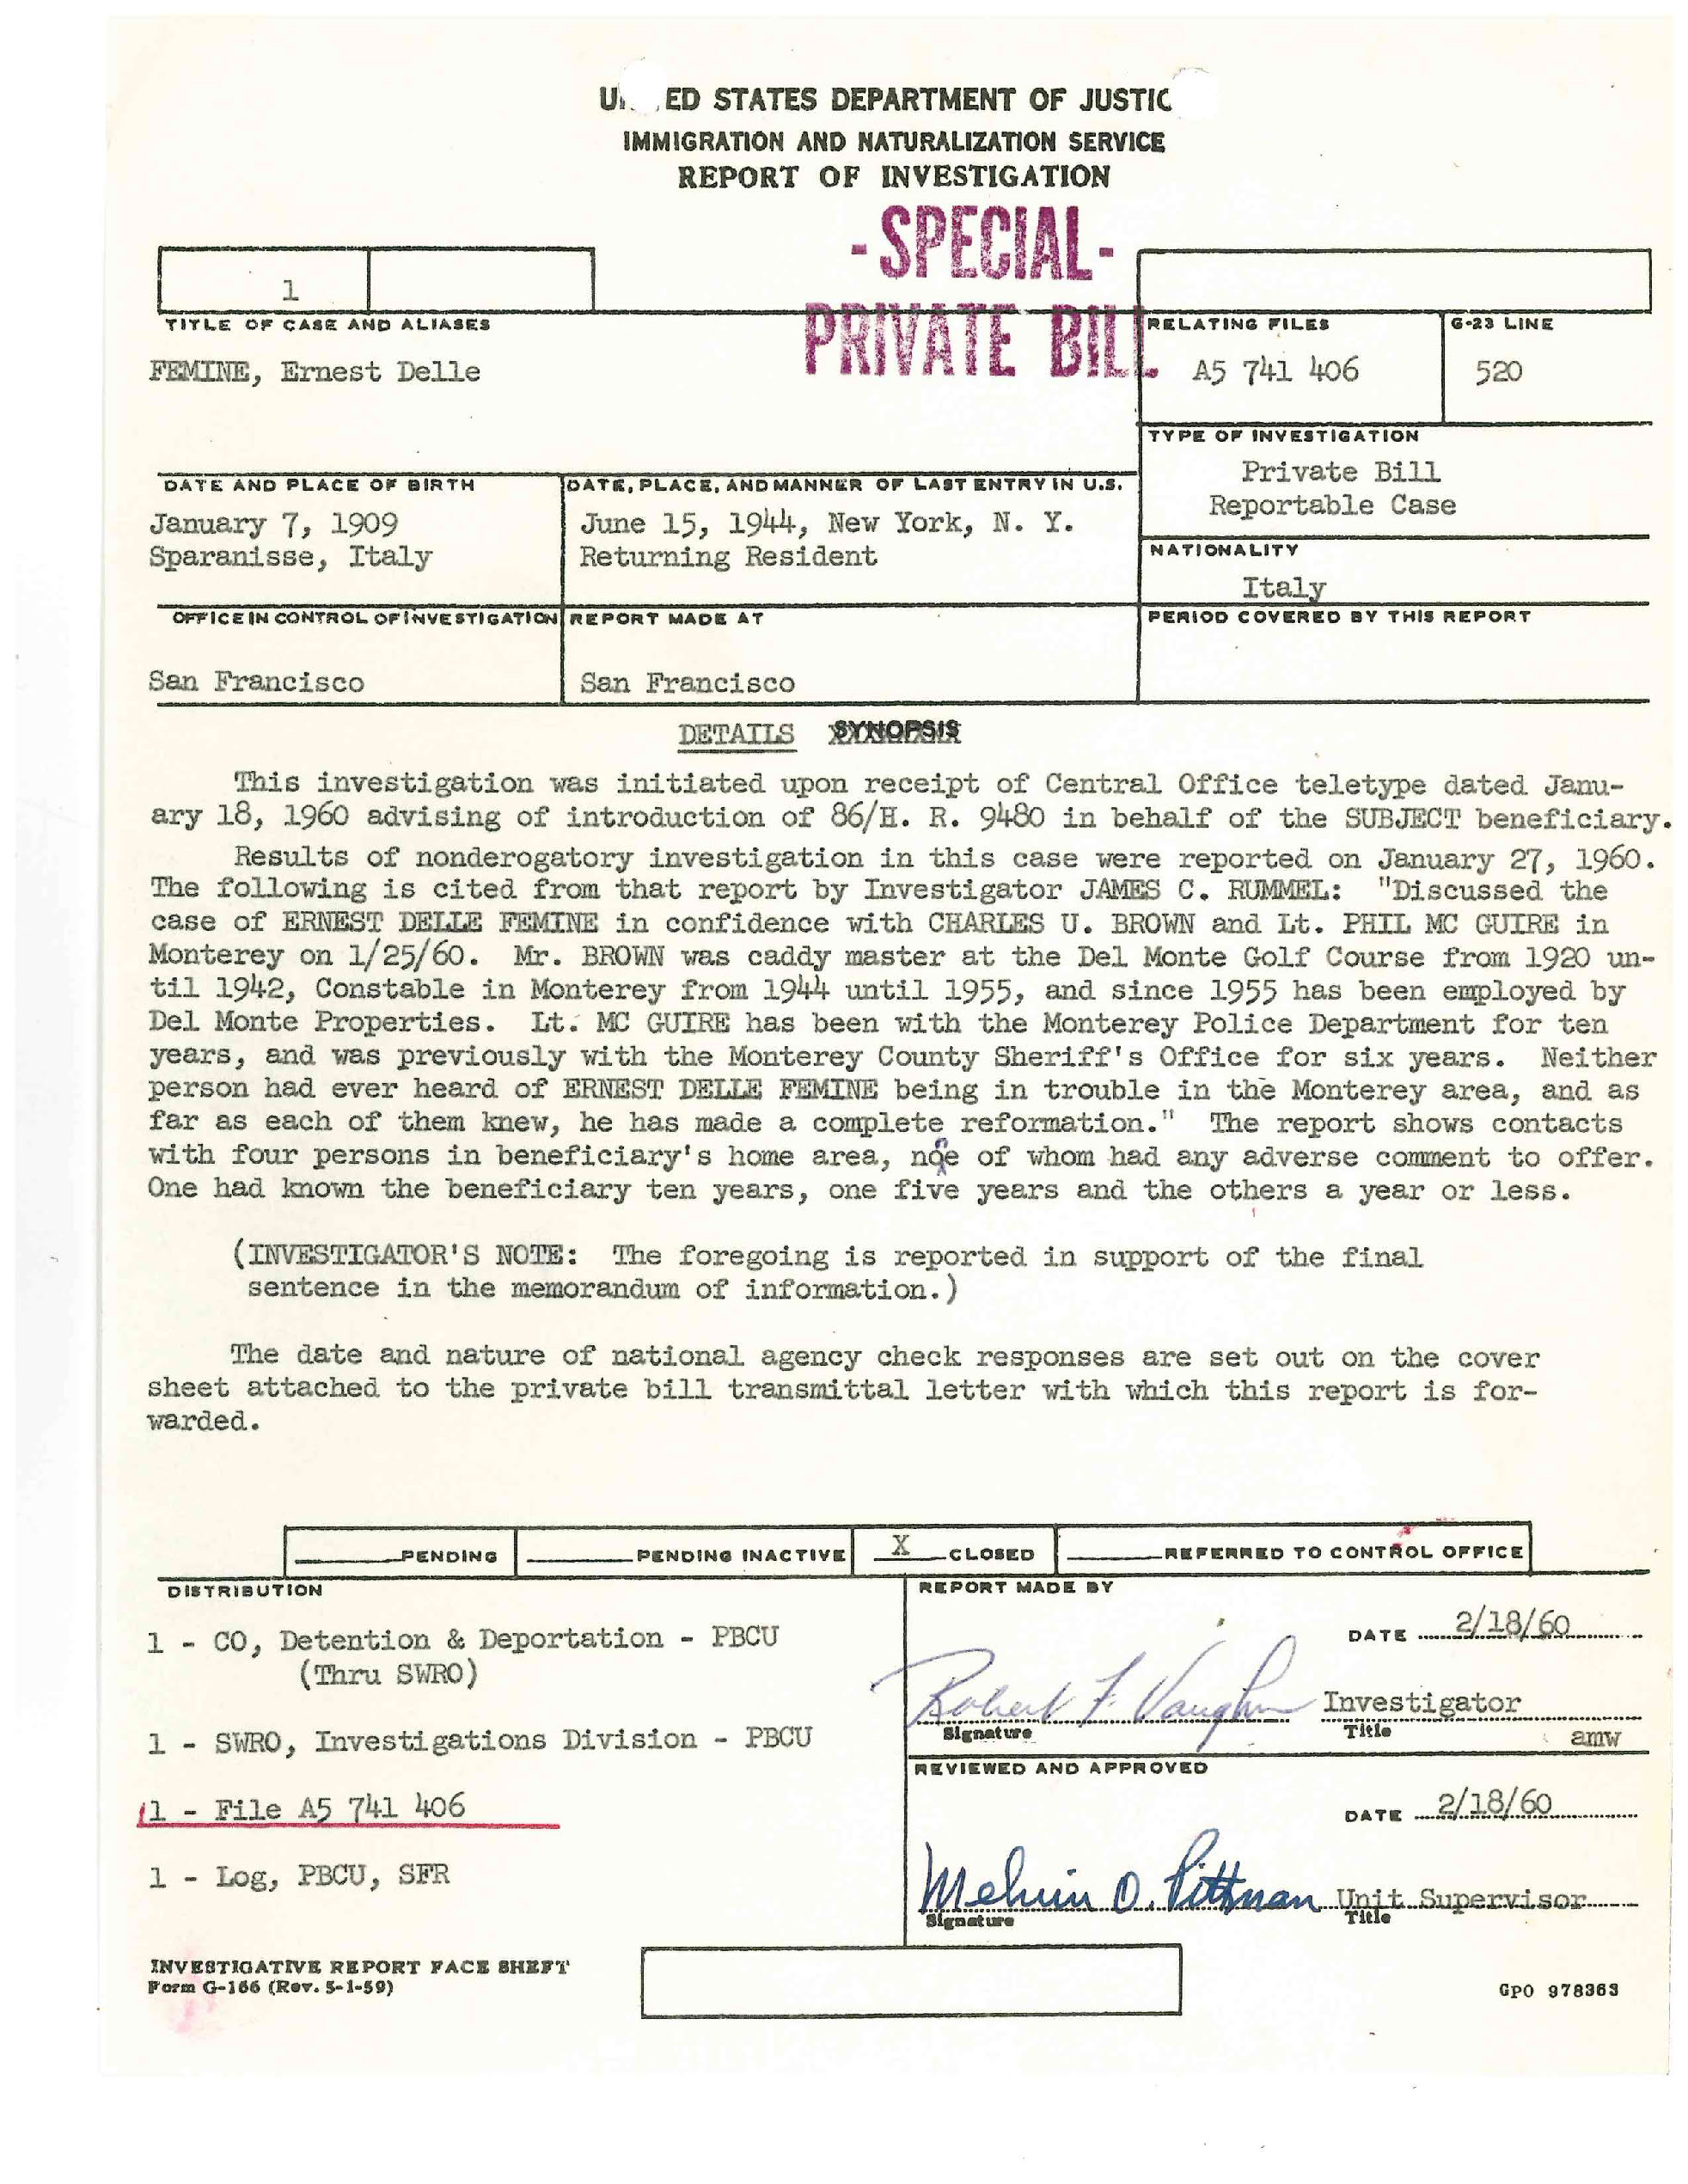 U ED STATES DEPARTMENT OF JUSTIC
IMMIGRATION AND NATURALIZATION SERVICE
REPORT OF INVESTIGATION
-SPECIAL-
PRIVATE BILL
1
TITLE OF CASE AND ALIASES
FEMINE, Ernest Delle
RELATING FILES
A5 741 406
G-23 LINE
520
TYPE OF INVESTIGATION
Private Bill
Reportable Case
DATE AND PLACE OF BIRTH
January 7, 1909
Sparanisse, Italy
DATE, PLACE, AND MANNER OF LAST ENTRY IN U.S.
June 15, 1944, New York, N. Y.
Returning Resident
NATIONALITY
Italy
OFFICE IN CONTROL OF INVESTIGATION
San Francisco
REPORT MADE AT
San Francisco
PERIOD COVERED BY THIS REPORT
DETAILS SYNOPSIS
This investigation was initiated upon receipt of Central Office teletype dated Janu-
ary 18, 1960 advising of introduction of 86/H. R. 9480 in behalf of the SUBJECT beneficiary.
Results of nonderogatory investigation in this case were reported on January 27, 1960.
The following is cited from that report by Investigator JAMES C. RUMMEL: "Discussed the
case of ERNEST DELLE FEMINE in confidence with CHARLES U. BROWN and Lt. PHIL MC GUIRE in
Monterey on 1/25/60. Mr. BROWN was caddy master at the Del Monte Golf Course from 1920 un-
til 1942, Constable in Monterey from 1944 until 1955, and since 1955 has been employed by
Del Monte Properties. Lt. MC GUIRE has been with the Monterey Police Department for ten
years, and was previously with the Monterey County Sheriff's Office for six years. Neither
person had ever heard of ERNEST DELLE FEMINE being in trouble in the Monterey area, and as
far as each of them knew, he has made a complete reformation." The report shows contacts
with four persons in beneficiary's home area, none of whom had any adverse comment to offer.
One had known the beneficiary ten years, one five years and the others a year or less.
(INVESTIGATOR'S NOTE: The foregoing is reported in support of the final
sentence in the memorandum of information.)
The date and nature of national agency check responses are set out on the cover
sheet attached to the private bill transmittal letter with which this report is for-
warded.
PENDING
PENDING INACTIVE
X CLOSED
REFERRED TO CONTROL OFFICE
DISTRIBUTION
1 - CO, Detention & Deportation - PBCU
(Thru SWRO)
1 - SWRO, Investigations Division - PBCU
1 - File A5 741 406
1 - Log, PBCU, SFR
REPORT MADE BY
DATE 2/18/60
Robert F. Vaughn Investigator
Signature Title amw
REVIEWED AND APPROVED
DATE 2/18/60
Melvin O. Pittman Unit Supervisor
Signature Title
INVESTIGATIVE REPORT FACE SHEET
Form G-166 (Rev. 5-1-59)
GPO 978363